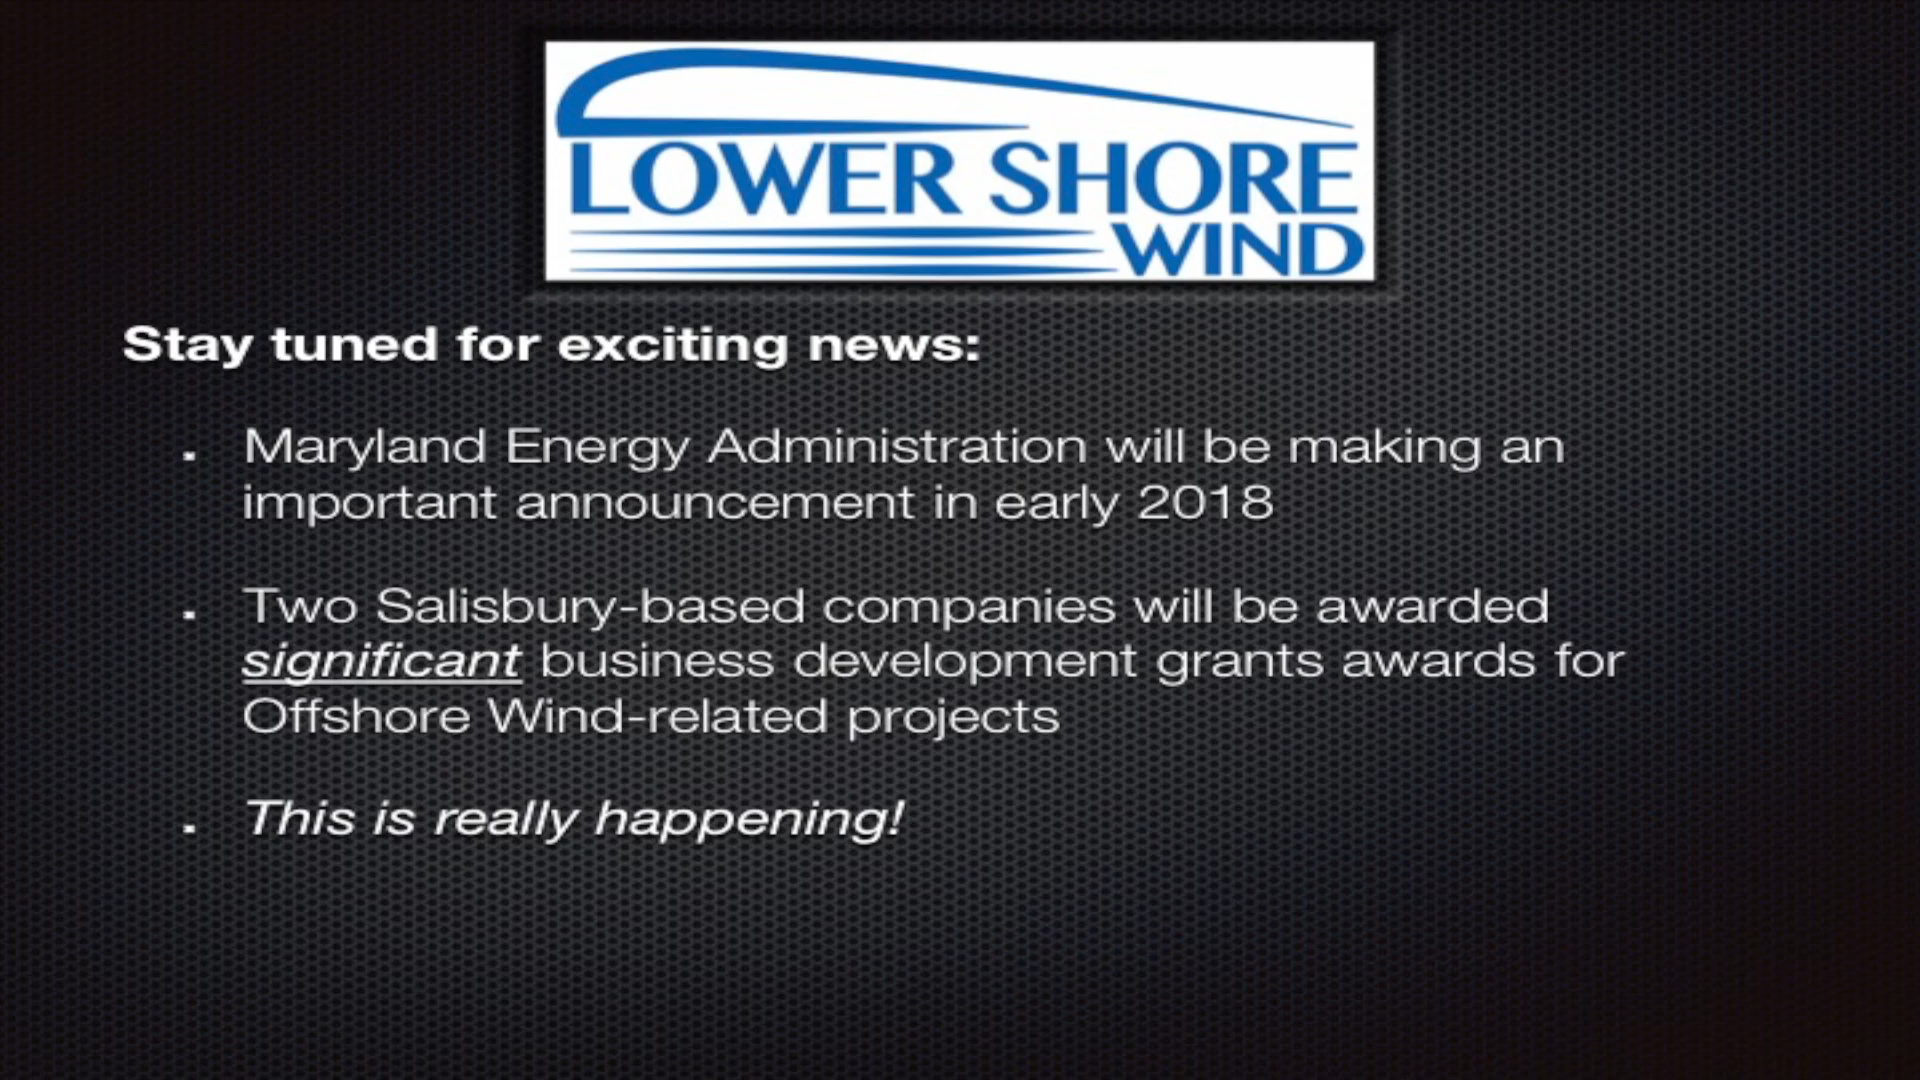 LOWER SHORE
WIND
Stay tuned for exciting news:
Maryland Energy Administration will be making an
important announcement in early 2018
Two Salisbury-based companies will be awarded
significant business development grants awards for
Offshore Wind-related projects
This is really happening!